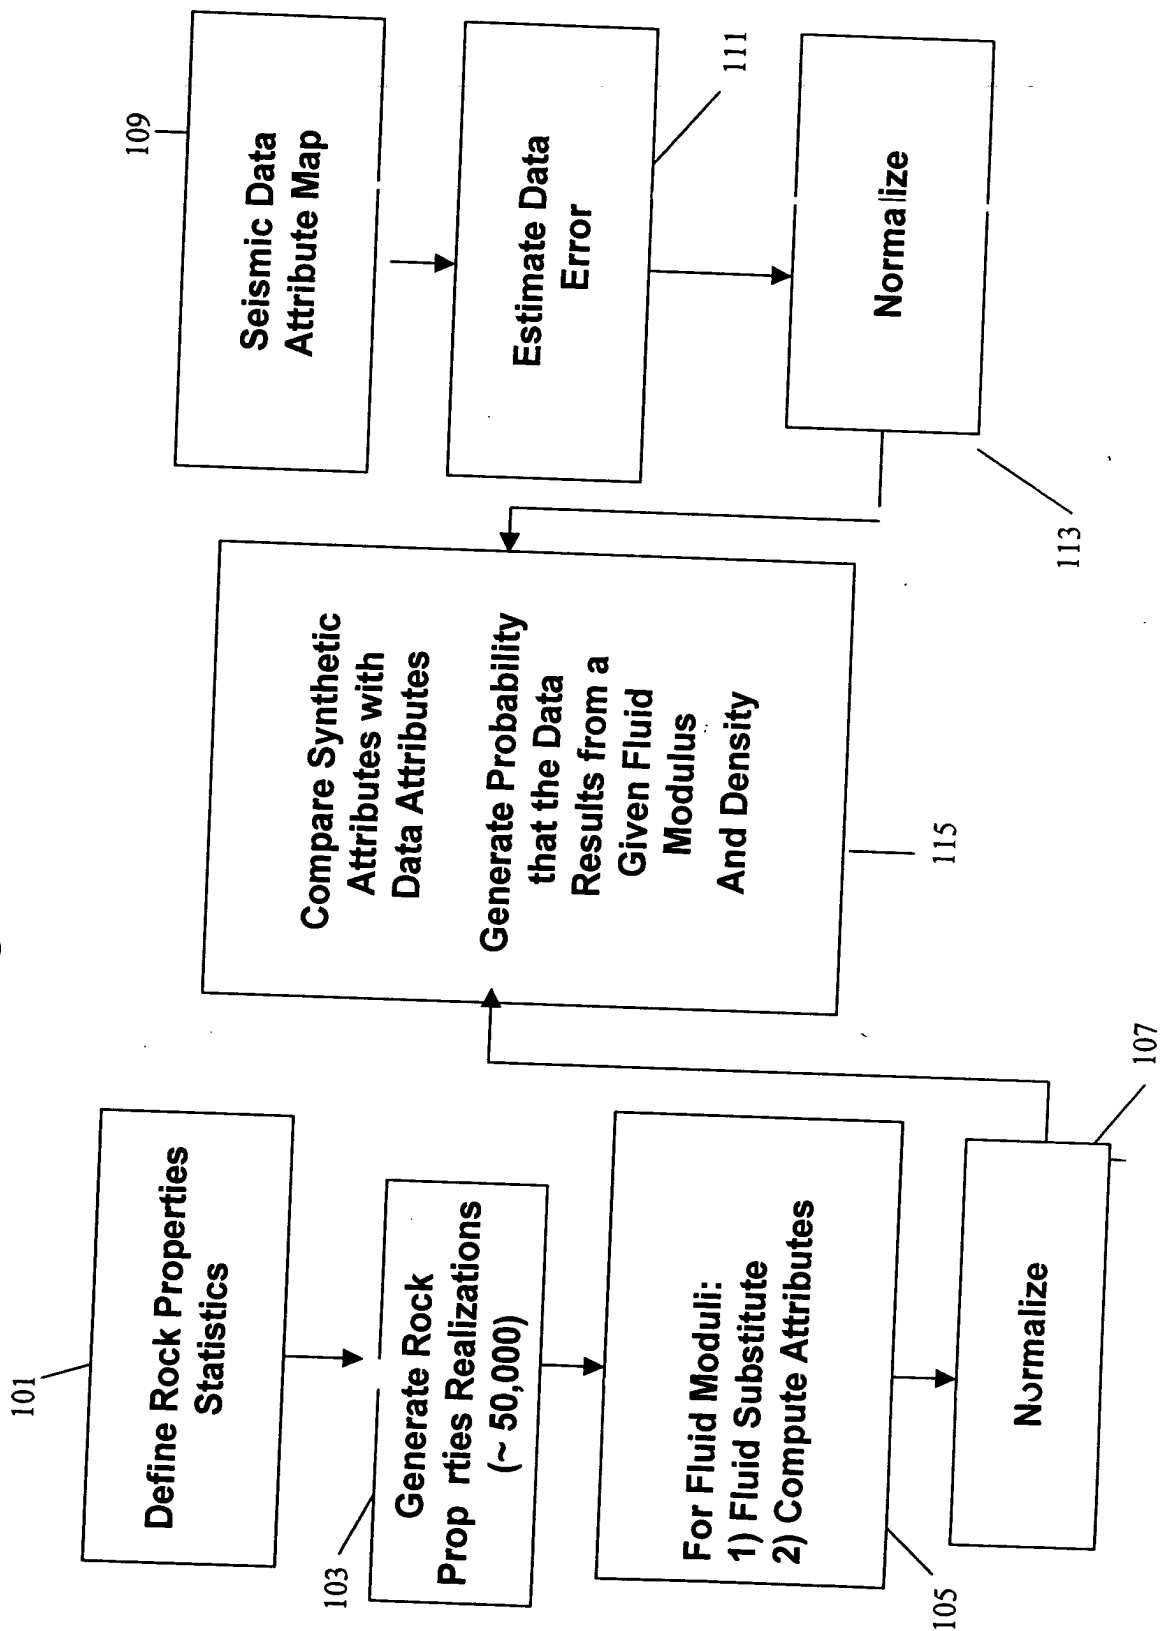 101
Define Rock Properties
Statistics
103
Generate Rock
Prop rties Realizations
(~ 50,000)
For Fluid Moduli:
1) Fluid Substitute
2) Compute Attributes
105
Normalize
107
Compare Synthetic
Attributes with
Data Attributes
Generate Probability
that the Data
Results from a
Given Fluid
Modulus
And Density
115
109
Seismic Data
Attribute Map
Estimate Data
Error
111
Normalize
113